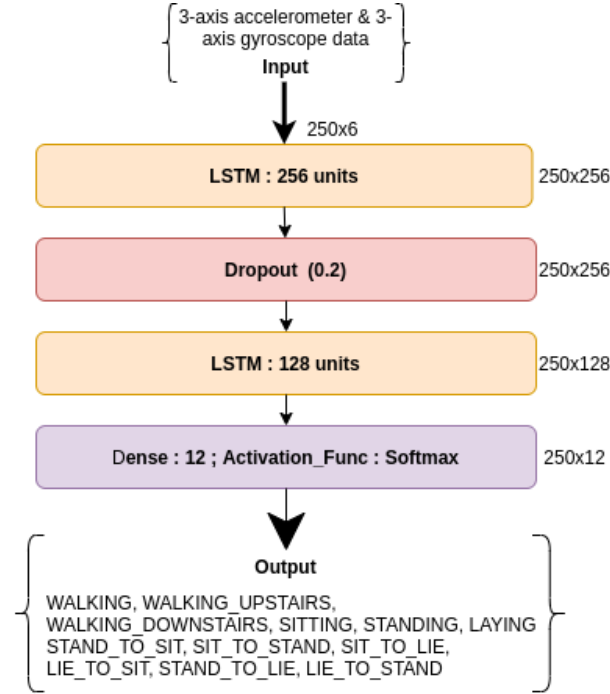 3-axis accelerometer & 3-
axis gyroscope data
Input
250x6
LSTM : 256 units
250x256
Dropout (0.2)
250x256
LSTM : 128 units
250x128
Dense : 12 ; Activation_Func : Softmax
250x12
Output
WALKING, WALKING_UPSTAIRS,
WALKING_DOWNSTAIRS, SITTING, STANDING, LAYING
STAND_TO_SIT, SIT_TO_STAND, SIT_TO_LIE,
LIE_TO_SIT, STAND_TO_LIE, LIE_TO_STAND